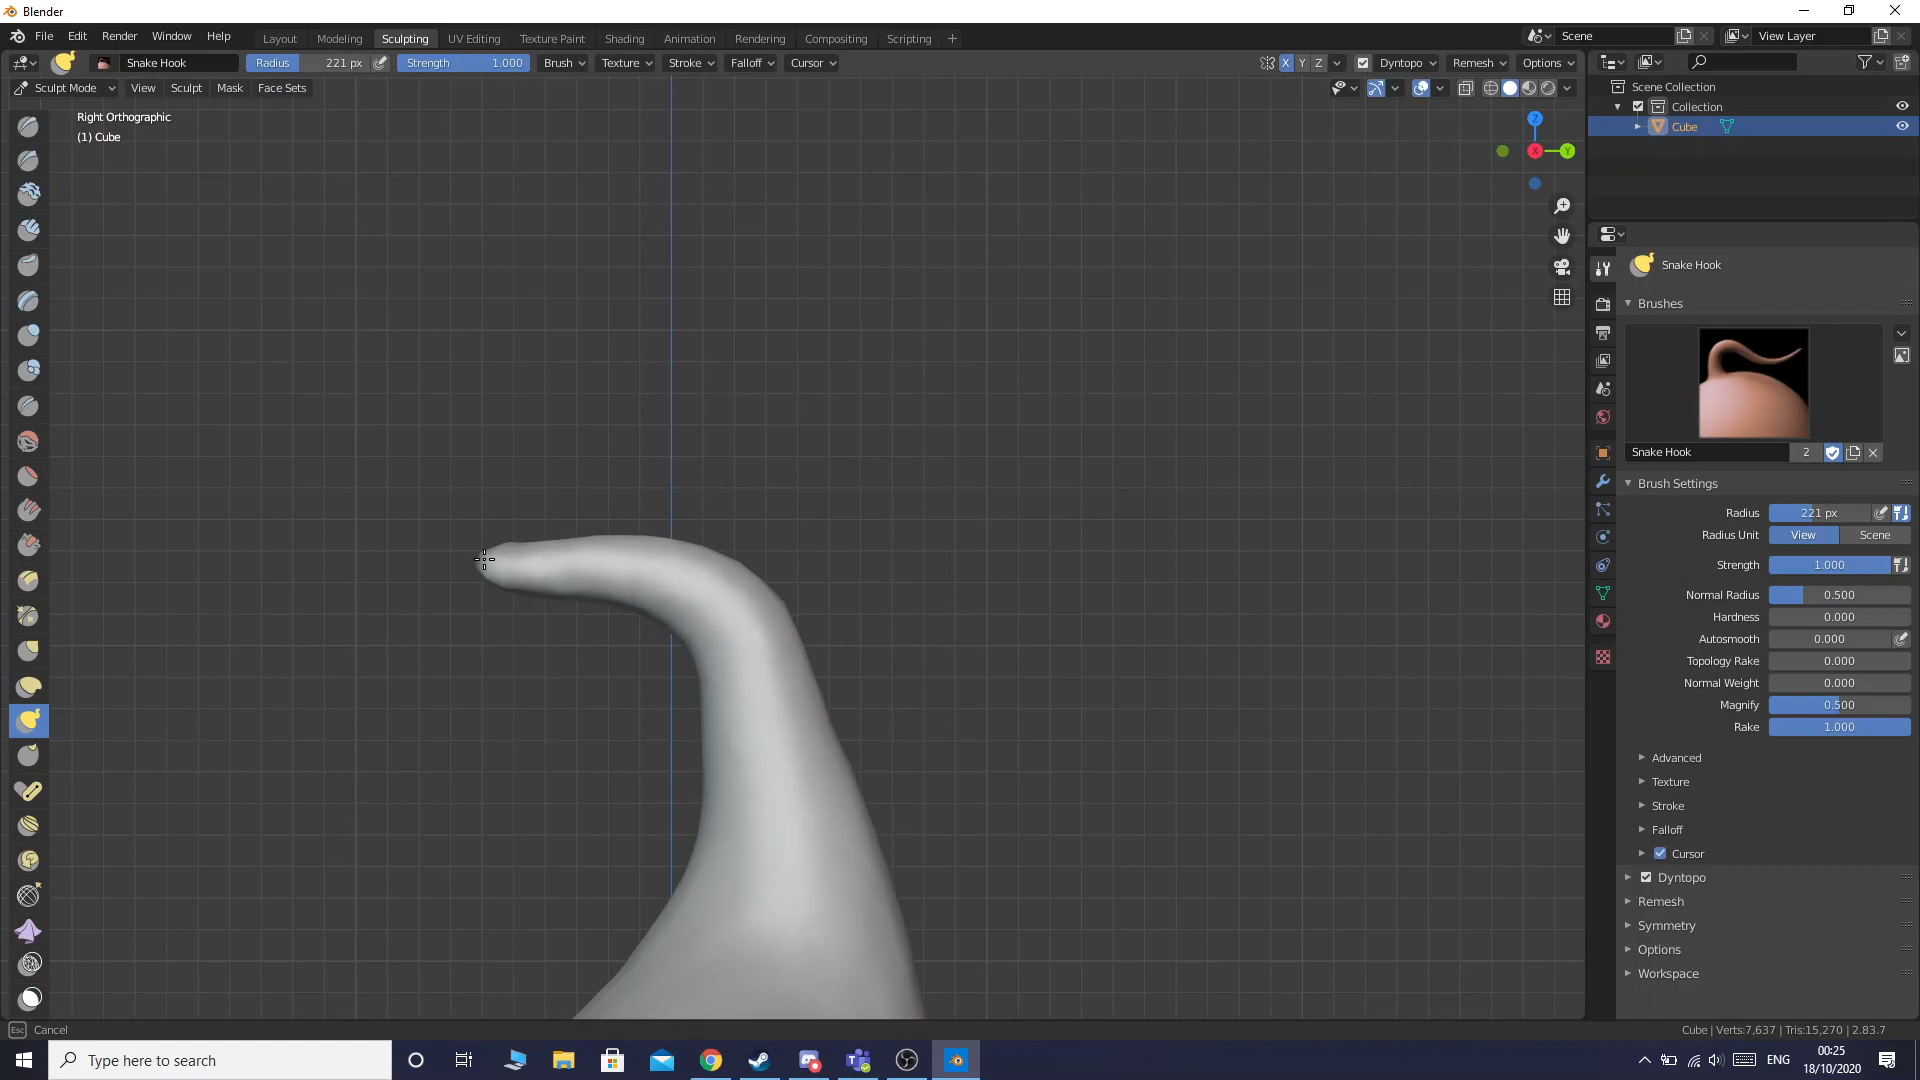 Blender
File Edit Render Window Help
Layout Modeling Sculpting UV Editing Texture Paint Shading Animation Rendering Compositing Scripting +
Scene
View Layer
Snake Hook Radius 221 px Strength 1.000 Brush Texture Stroke Falloff Cursor
X Y Z Dyntopo Remesh Options
Sculpt Mode View Sculpt Mask Face Sets
Right Orthographic
(1) Cube
Z
X
Y
Scene Collection
Collection
Cube
Snake Hook
Brushes
Snake Hook 2
Brush Settings
Radius 221 px
Radius Unit View Scene
Strength 1.000
Normal Radius 0.500
Hardness 0.000
Autosmooth 0.000
Topology Rake 0.000
Normal Weight 0.000
Magnify 0.500
Rake 1.000
Advanced
Texture
Stroke
Falloff
Cursor
Dyntopo
Remesh
Symmetry
Options
Workspace
Esc Cancel
Cube | Verts:7,637 | Tris:15,270 | 2.83.7
Type here to search
ENG
00:25
18/10/2020